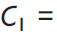 C₁ =